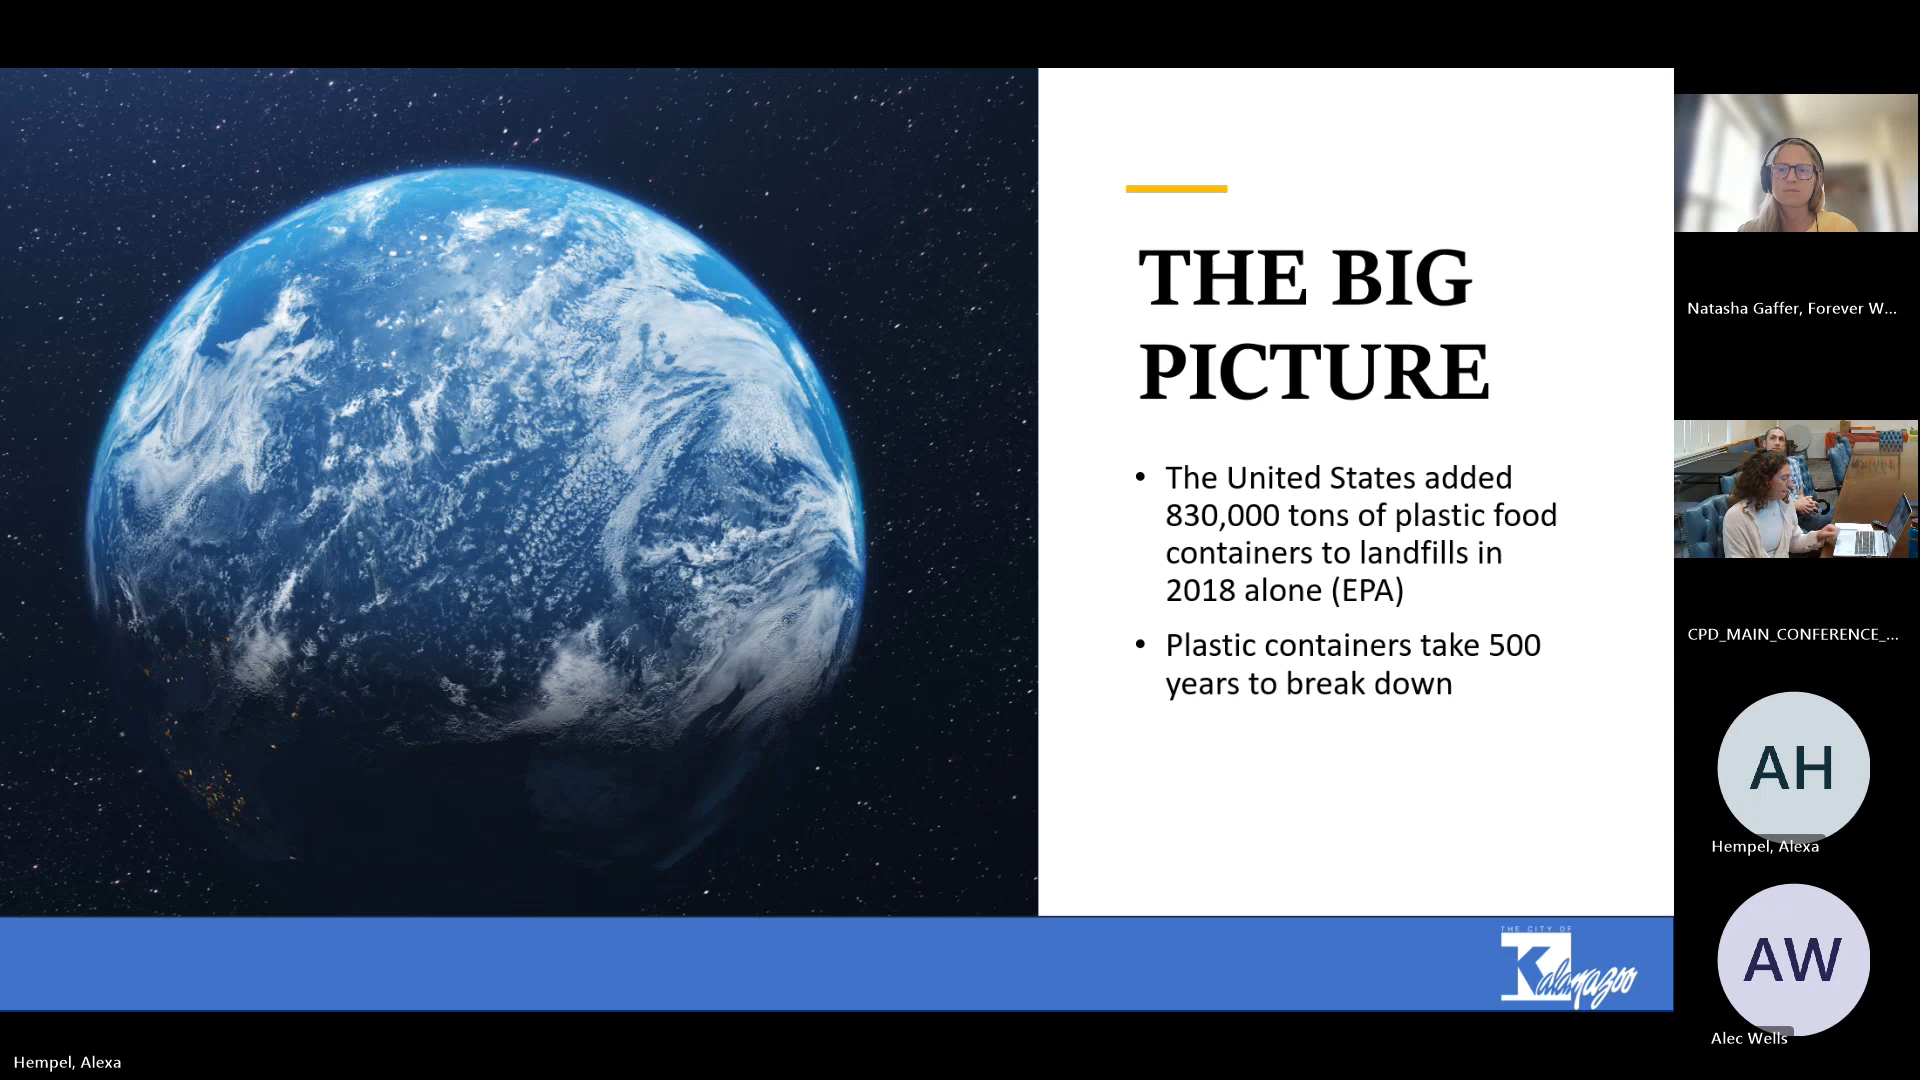 THE BIG
PICTURE
• The United States added
830,000 tons of plastic food
containers to landfills in
2018 alone (EPA)
• Plastic containers take 500
years to break down
THE CITY OF
Kalamazoo
Natasha Gaffer, Forever W...
CPD_MAIN_CONFERENCE_...
AH
Hempel, Alexa
AW
Alec Wells
Hempel, Alexa